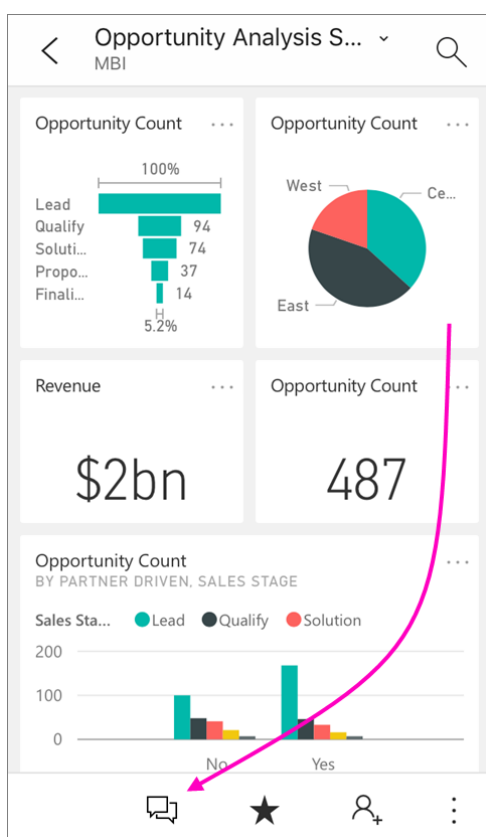 Opportunity Analysis S...
MBI
Opportunity Count ...
100%
Lead
Qualify 94
Soluti... 74
Propo... 37
Finali... 14
5.2%
Opportunity Count ...
West
Ce...
East
Revenue ...
$2bn
Opportunity Count ...
487
Opportunity Count ...
BY PARTNER DRIVEN, SALES STAGE
Sales Sta... Lead Qualify Solution
200
100
0
No Yes